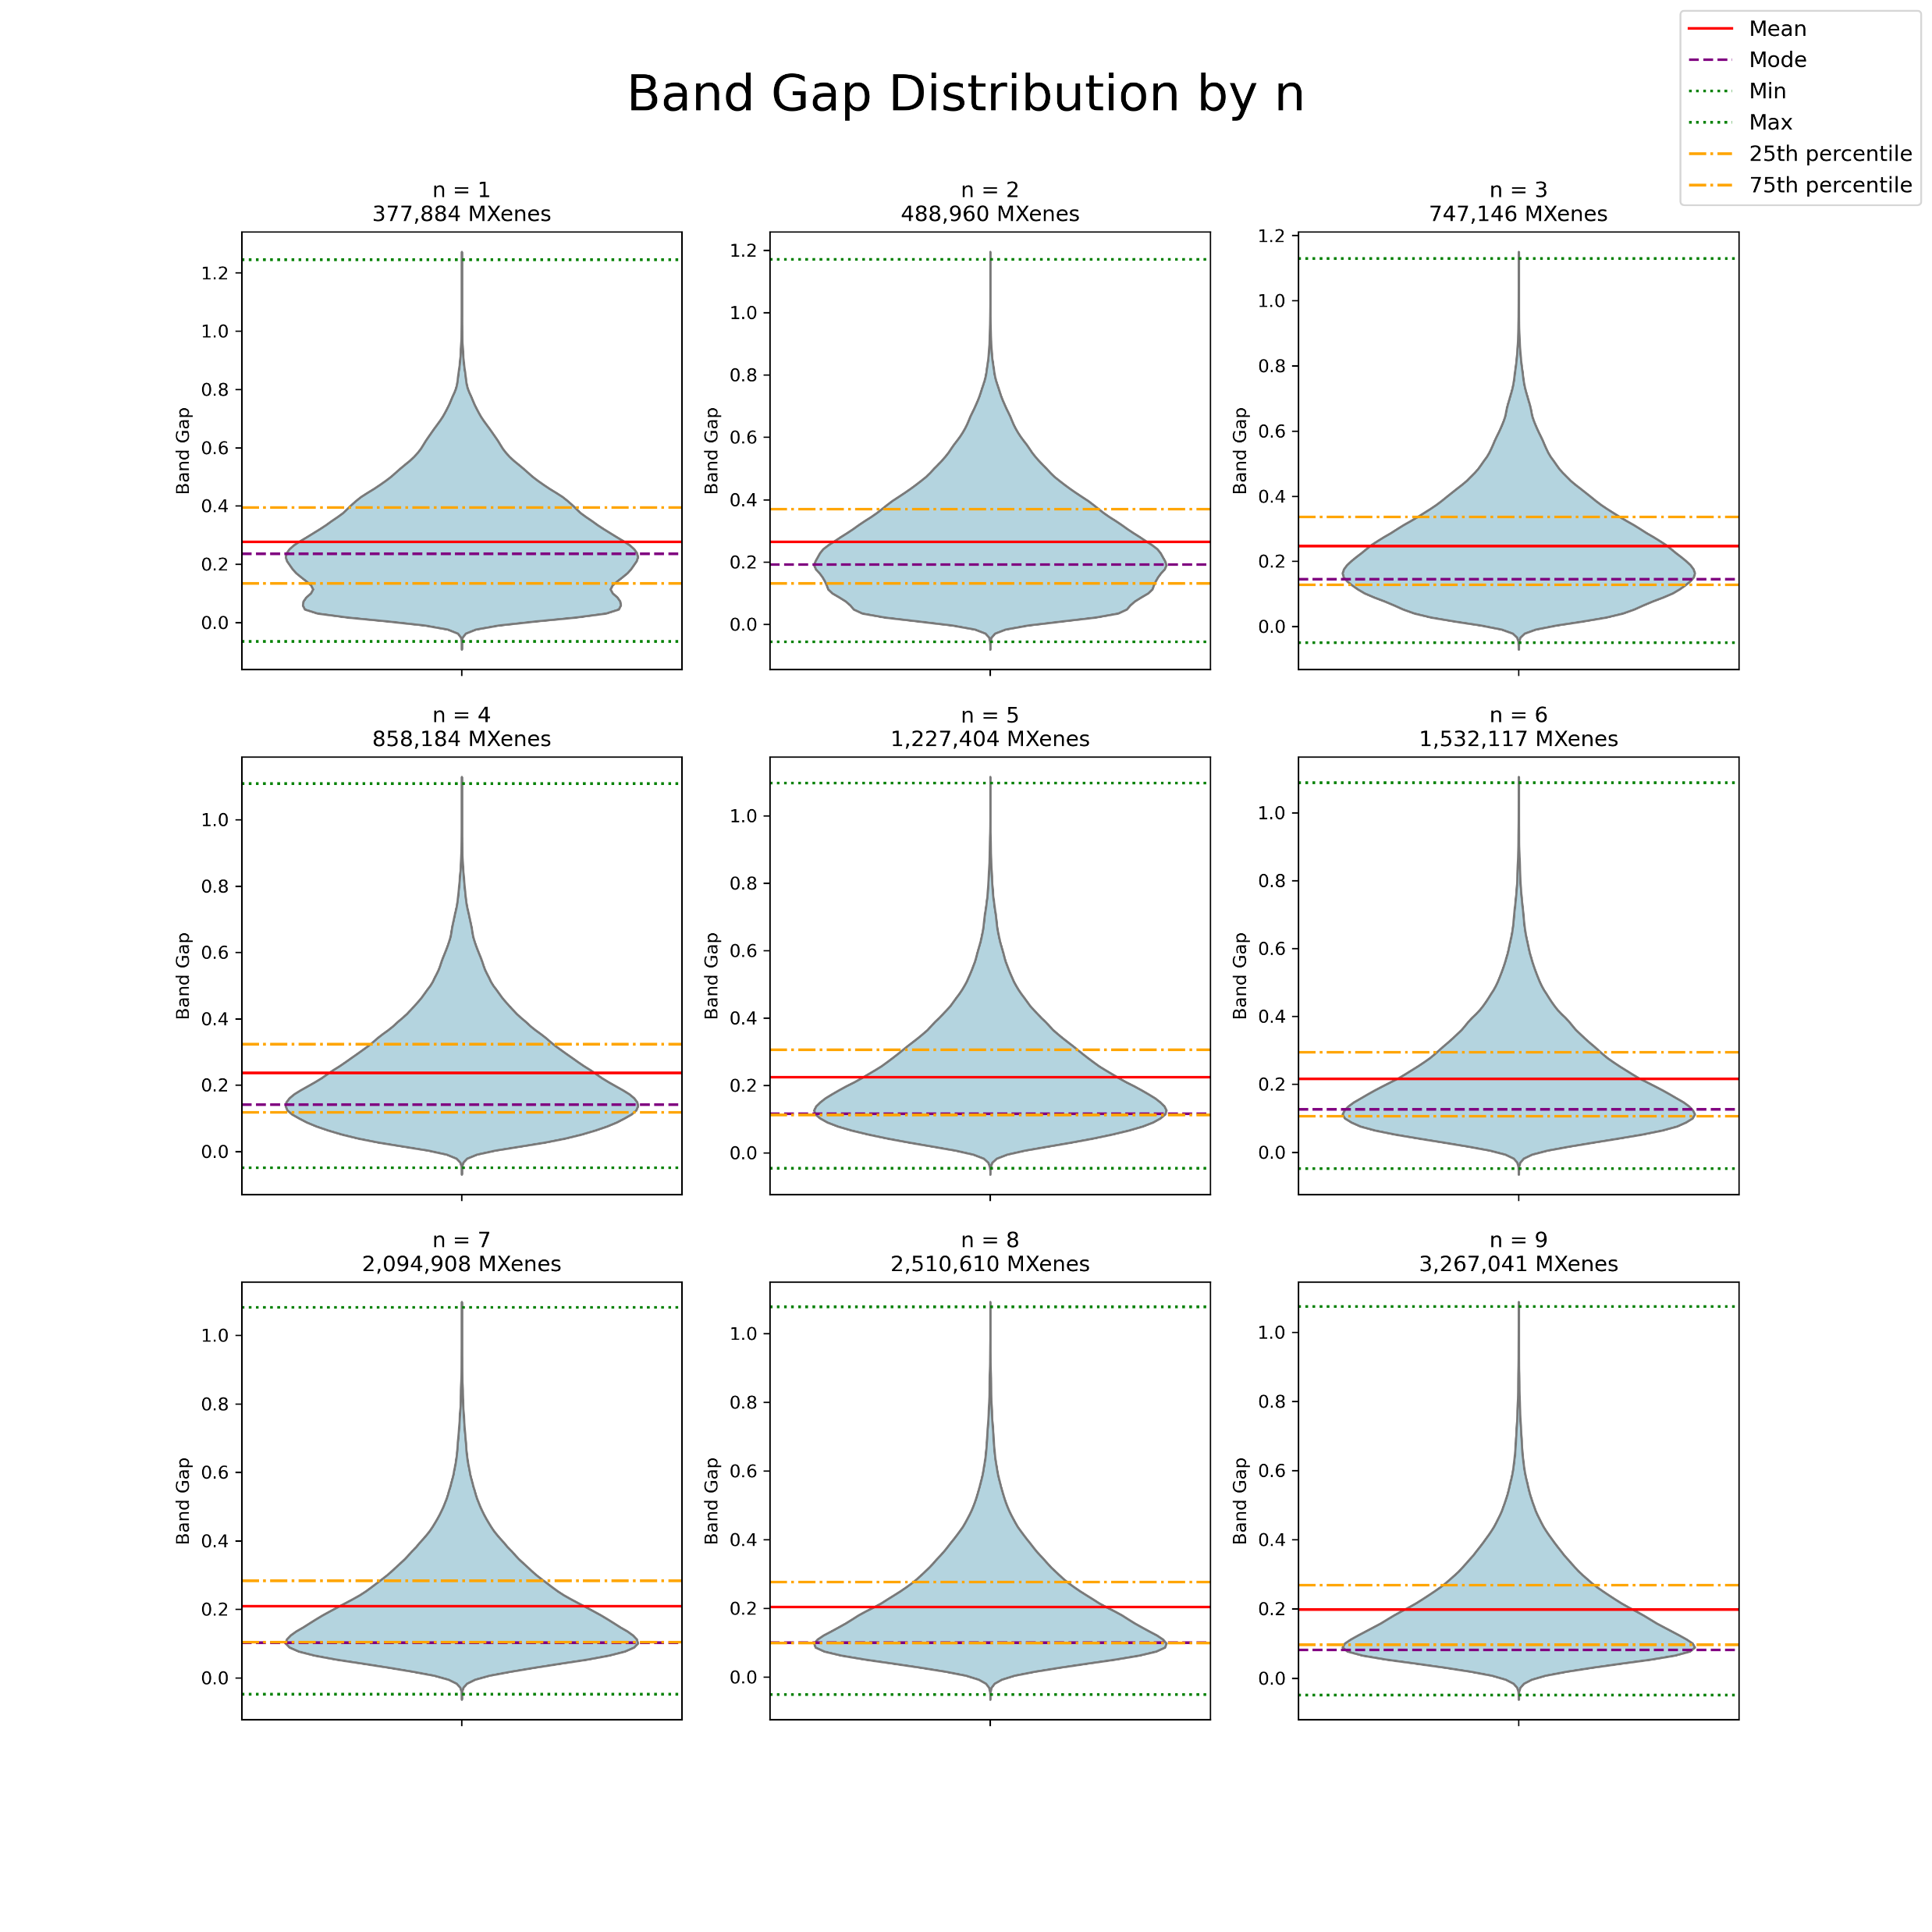 Mean
Mode
Min
Max
25th percentile
75th percentile
Band Gap Distribution by n
n = 1
377,884 MXenes
n = 2
488,960 MXenes
n = 3
747,146 MXenes
Band Gap
1.2
1.0
0.8
0.6
0.4
0.2
0.0
Band Gap
1.2
1.0
0.8
0.6
0.4
0.2
0.0
Band Gap
1.2
1.0
0.8
0.6
0.4
0.2
0.0
n = 4
858,184 MXenes
n = 5
1,227,404 MXenes
n = 6
1,532,117 MXenes
Band Gap
1.0
0.8
0.6
0.4
0.2
0.0
Band Gap
1.0
0.8
0.6
0.4
0.2
0.0
Band Gap
1.0
0.8
0.6
0.4
0.2
0.0
n = 7
2,094,908 MXenes
n = 8
2,510,610 MXenes
n = 9
3,267,041 MXenes
Band Gap
1.0
0.8
0.6
0.4
0.2
0.0
Band Gap
1.0
0.8
0.6
0.4
0.2
0.0
Band Gap
1.0
0.8
0.6
0.4
0.2
0.0